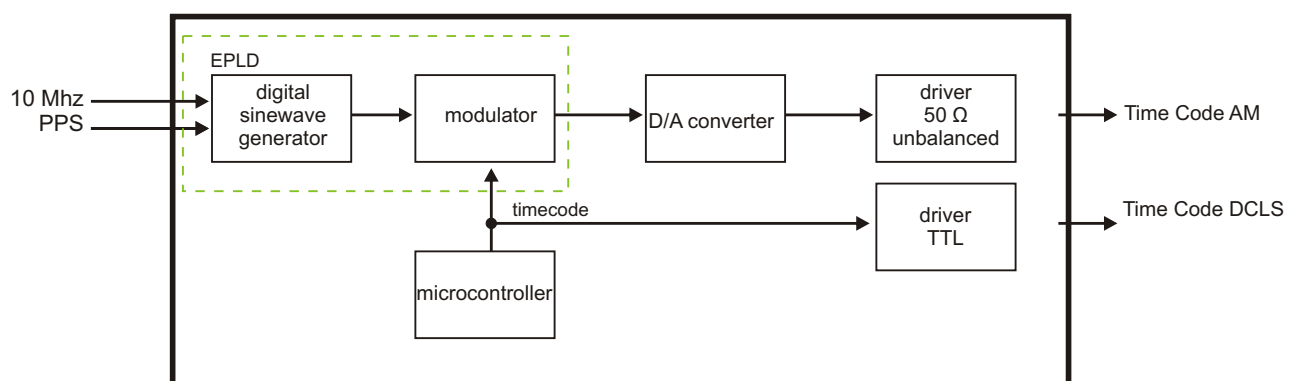 EPLD
10 Mhz
PPS
digital
sinewave
generator
modulator
D/A converter
driver
50 Ω
unbalanced
Time Code AM
timecode
driver
TTL
Time Code DCLS
microcontroller